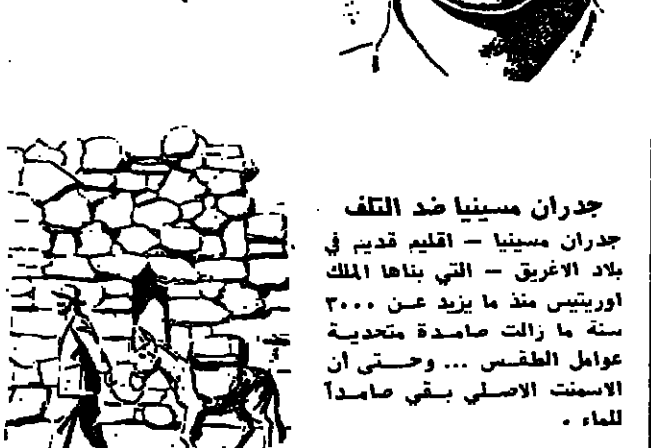 جدران مسينيا ضد التلف
جدران مسينيا — اقليم قديم في
بلاد الاغريق — التي بناها الملك
اوريتيس منذ ما يزيد عن ٣٠٠٠
سنة ما زالت صامدة متحدية
عوامل الطقس ... وحتى أن
الاسمنت الاصلي بقي صامداً
للماء .